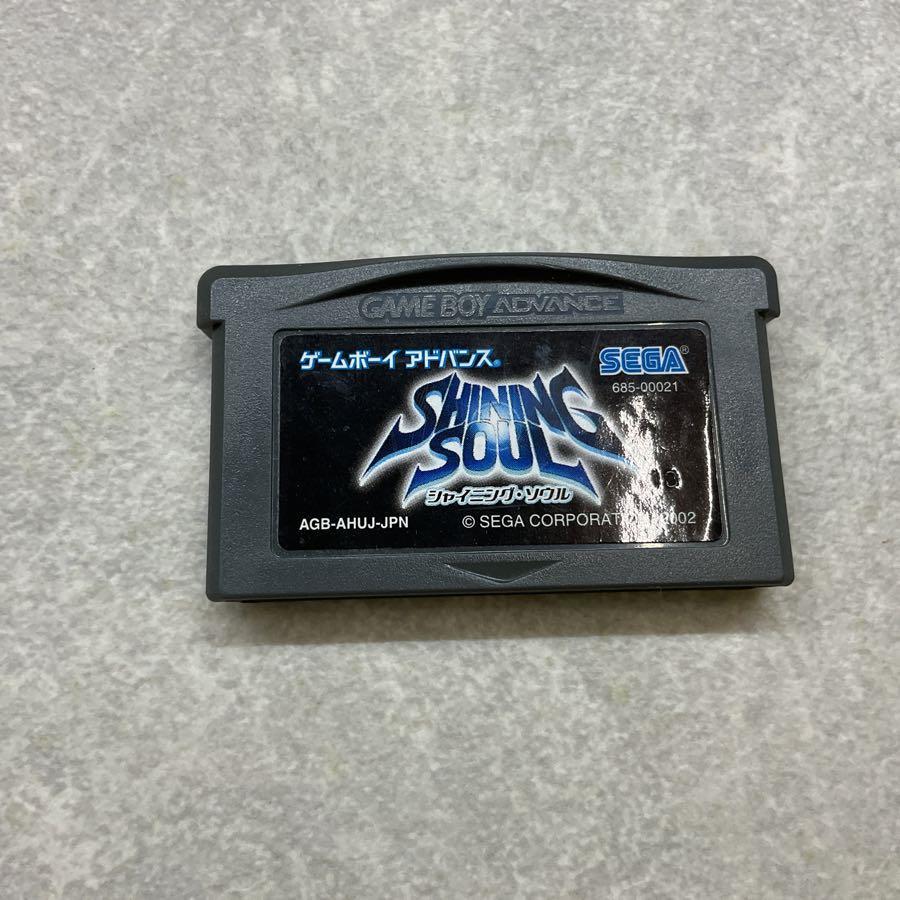 GAME BOY ADVANCE
ゲームボーイ アドバンス®
SEGA®
685-00021
SHINING
SOUL
シャイニング・ソウル
AGB-AHUJ-JPN
© SEGA CORPORATION 2002